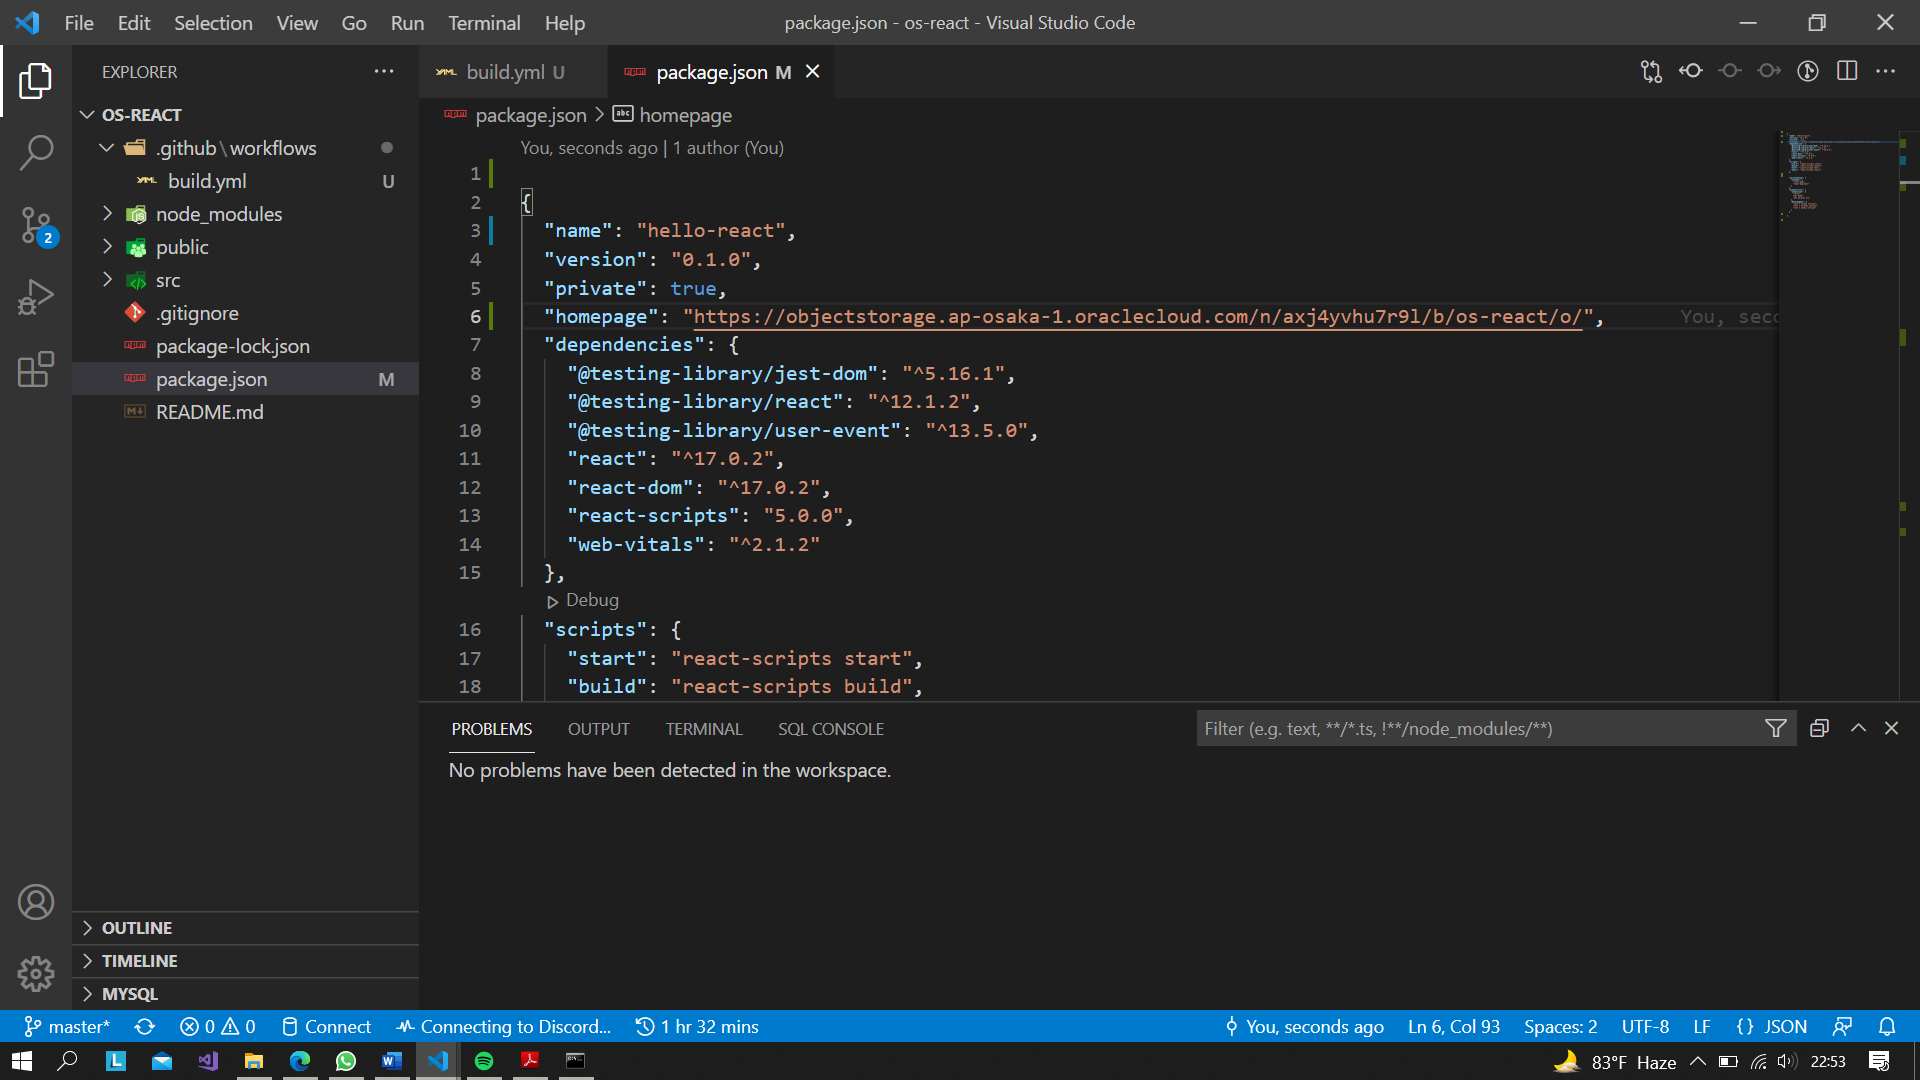 File Edit Selection View Go Run Terminal Help
package.json - os-react - Visual Studio Code
EXPLORER
OS-REACT
.github\workflows
build.yml U
node_modules
public
src
.gitignore
package-lock.json
package.json M
README.md
OUTLINE
TIMELINE
MYSQL
2
build.yml U
package.json M
package.json > homepage
You, seconds ago | 1 author (You)
1
2 {
3 "name": "hello-react",
4 "version": "0.1.0",
5 "private": true,
6 "homepage": "https://objectstorage.ap-osaka-1.oraclecloud.com/n/axj4yvhu7r9l/b/os-react/o/", You, seco
7 "dependencies": {
8 "@testing-library/jest-dom": "^5.16.1",
9 "@testing-library/react": "^12.1.2",
10 "@testing-library/user-event": "^13.5.0",
11 "react": "^17.0.2",
12 "react-dom": "^17.0.2",
13 "react-scripts": "5.0.0",
14 "web-vitals": "^2.1.2"
15 },
Debug
16 "scripts": {
17 "start": "react-scripts start",
18 "build": "react-scripts build",
PROBLEMS OUTPUT TERMINAL SQL CONSOLE
Filter (e.g. text, **/*.ts, !**/node_modules/**)
No problems have been detected in the workspace.
master* 0 0 Connect Connecting to Discord... 1 hr 32 mins
You, seconds ago Ln 6, Col 93 Spaces: 2 UTF-8 LF {} JSON
83°F Haze 22:53